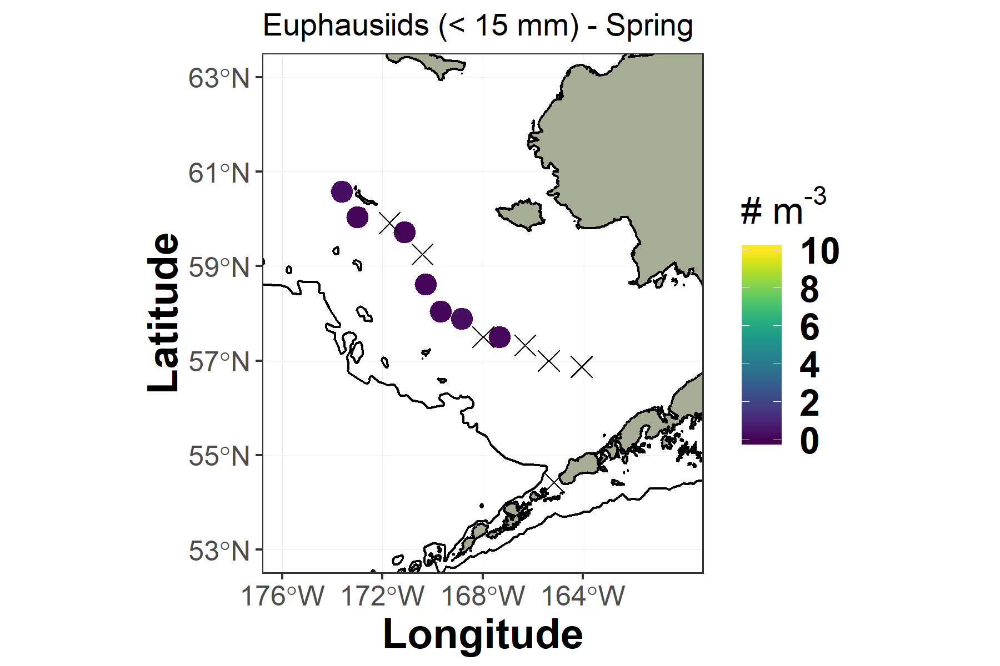 Euphausiids (< 15 mm) - Spring
63°N
61°N
59°N
57°N
55°N
53°N
Latitude
176°W 172°W 168°W 164°W
Longitude
# m-3
10
8
6
4
2
0